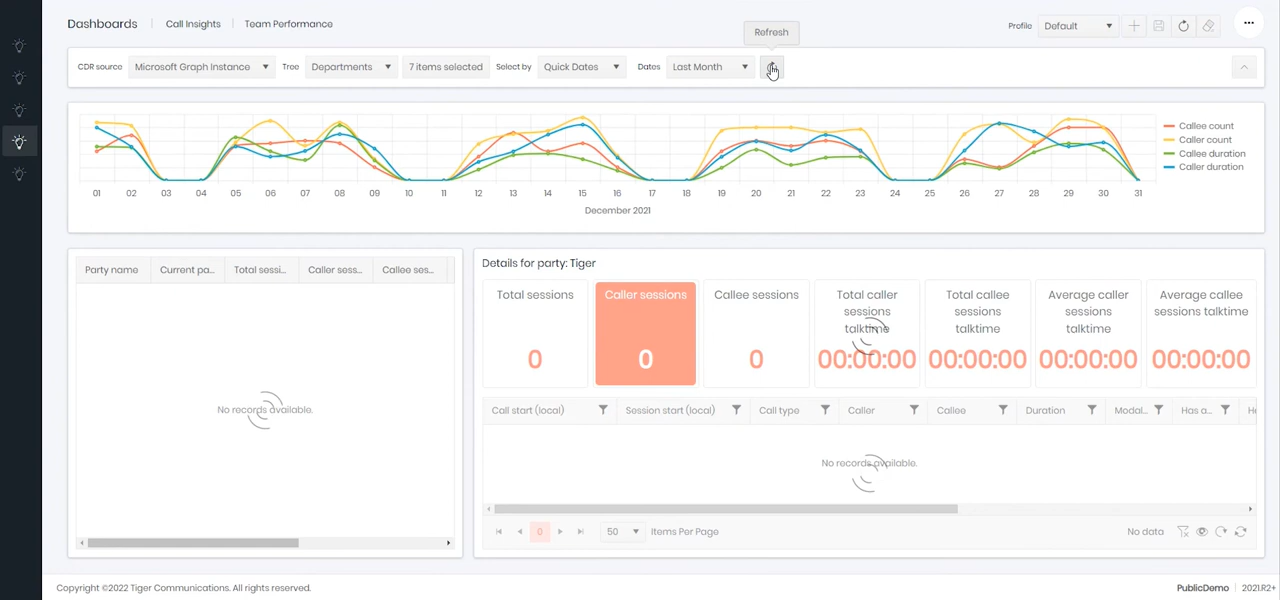 Dashboards Call Insights Team Performance
Profile Default
Refresh
CDR source Microsoft Graph Instance Tree Departments 7 items selected Select by Quick Dates Dates Last Month
Callee count
Caller count
Callee duration
Caller duration
01 02 03 04 05 06 07 08 09 10 11 12 13 14 15 16 17 18 19 20 21 22 23 24 25 26 27 28 29 30 31
December 2021
Party name Current pa... Total sessi... Caller sess... Callee ses...
No records available.
Details for party: Tiger
Total sessions
0
Caller sessions
0
Callee sessions
0
Total caller
sessions
talktime
00:00:00
Total callee
sessions
talktime
00:00:00
Average caller
sessions
talktime
00:00:00
Average callee
sessions talktime
00:00:00
Call start (local) Session start (local) Call type Caller Callee Duration Modal... Has a... He
No records available.
0 50 Items Per Page No data
Copyright ©2022 Tiger Communications. All rights reserved.
PublicDemo 2021.R2+